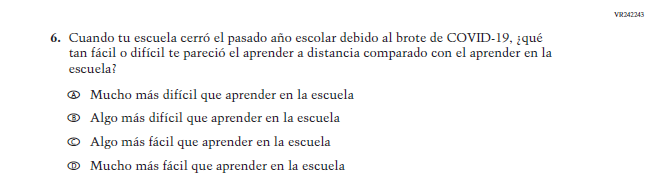 VR242243
6. Cuando tu escuela cerró el pasado año escolar debido al brote de COVID-19, ¿qué
tan fácil o difícil te pareció el aprender a distancia comparado con el aprender en la
escuela?
A Mucho más difícil que aprender en la escuela
B Algo más difícil que aprender en la escuela
C Algo más fácil que aprender en la escuela
D Mucho más fácil que aprender en la escuela